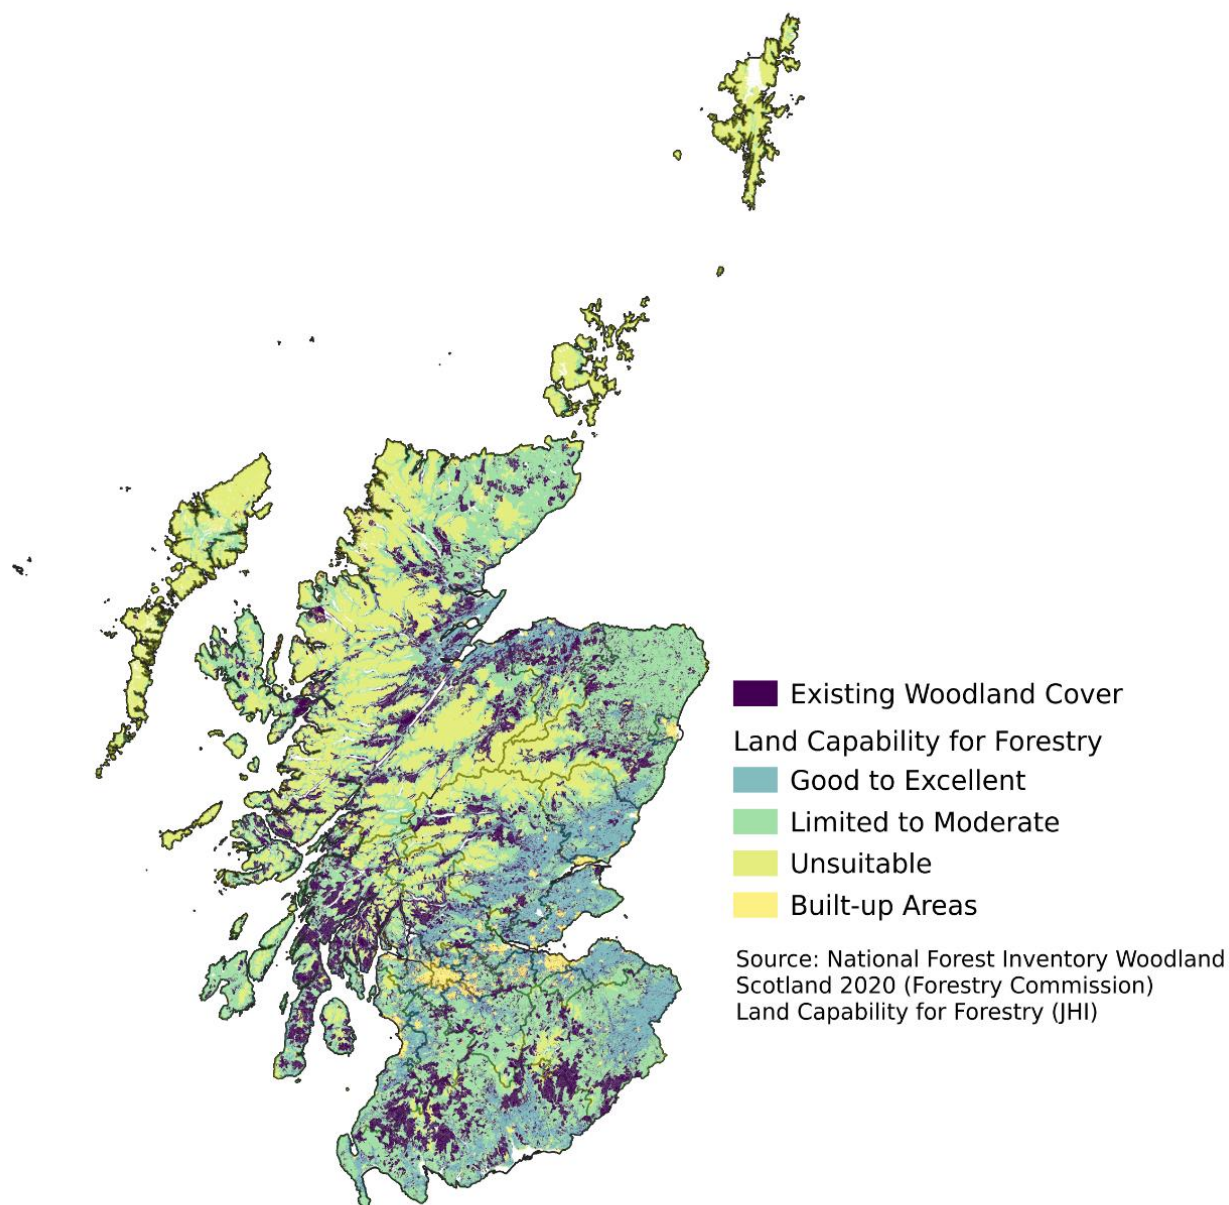 Existing Woodland Cover
Land Capability for Forestry
Good to Excellent
Limited to Moderate
Unsuitable
Built-up Areas
Source: National Forest Inventory Woodland
Scotland 2020 (Forestry Commission)
Land Capability for Forestry (JHI)